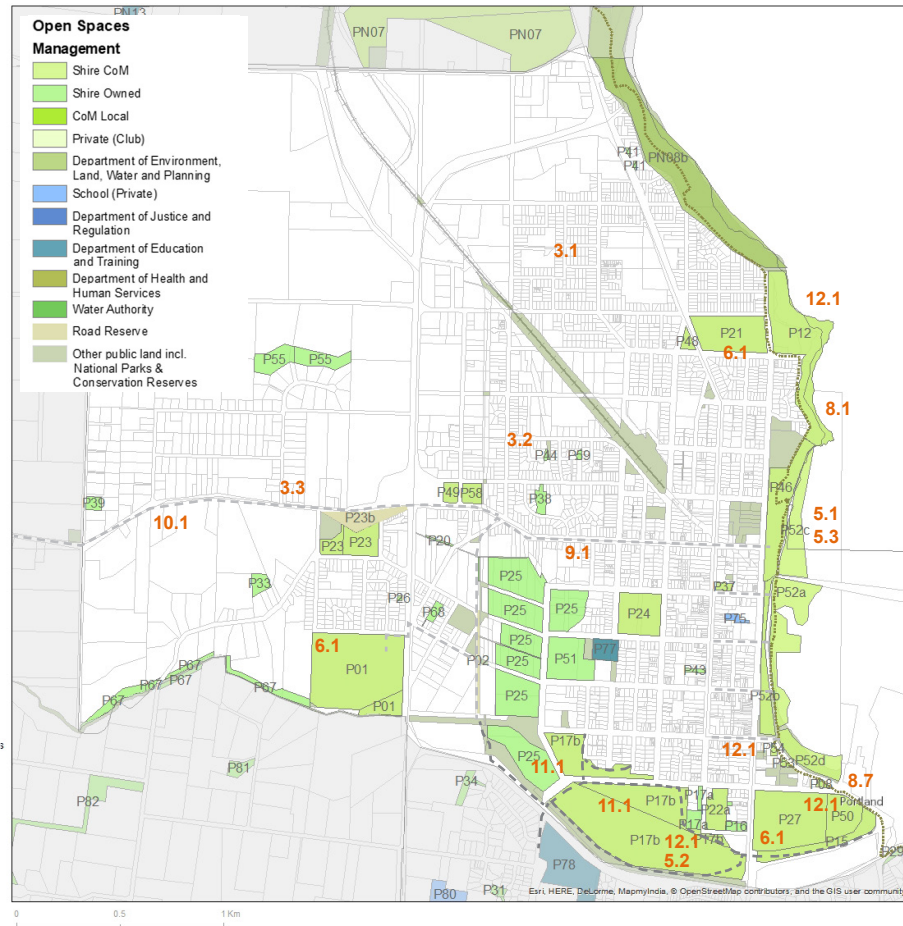 PN13
Open Spaces
Management
Shire CoM
Shire Owned
CoM Local
Private (Club)
Department of Environment,
Land, Water and Planning
School (Private)
Department of Justice and
Regulation
Department of Education
and Training
Department of Health and
Human Services
Water Authority
Road Reserve
Other public land incl.
National Parks &
Conservation Reserves
PN07
PN07
P41
P41
PN08b
3.1
12.1
P21
P12
P48
6.1
P55
P55
8.1
3.2
P44
P59
3.3
P49
P58
P38
P46
P39
10.1
P23b
5.1
P52c
5.3
P23
P23
P20
9.1
P33
P25
P37
P52a
P26
P25
P25
P24
P68
P75
6.1
P25
P77
P02
P67
P01
P25
P51
P43
P67
P67
P67
P25
P52b
P67
P01
P17b
12.1
P54
P25
P53
P52d
11.1
P81
P34
P08
8.7
P82
11.1
P17b
P17a
12.1
Portland
P22a
P27
P50
P17a
P16
P17b
12.1
P17b
6.1
P15
5.2
P29
P78
P80
P31
Esri, HERE, DeLorme, MapmyIndia, © OpenStreetMap contributors, and the GIS user community
s
0 0.5 1 Km